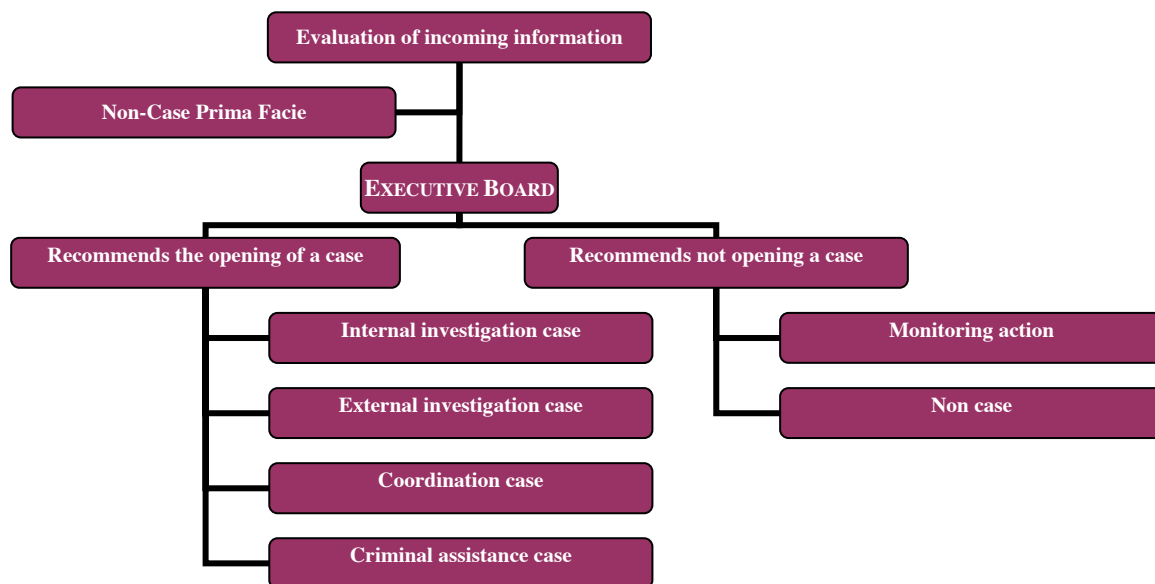 Evaluation of incoming information
Non-Case Prima Facie
EXECUTIVE BOARD
Recommends the opening of a case
Recommends not opening a case
Internal investigation case
Monitoring action
External investigation case
Non case
Coordination case
Criminal assistance case